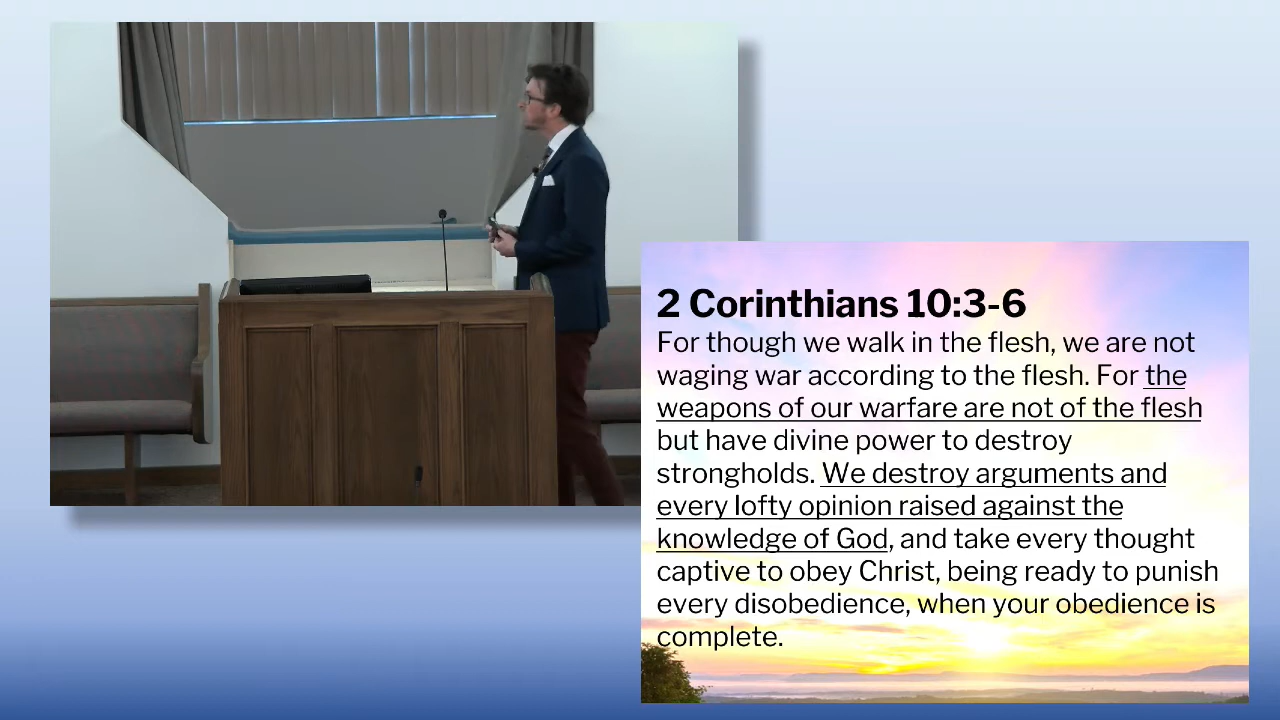 2 Corinthians 10:3-6
For though we walk in the flesh, we are not
waging war according to the flesh. For the
weapons of our warfare are not of the flesh
but have divine power to destroy
strongholds. We destroy arguments and
every lofty opinion raised against the
knowledge of God, and take every thought
captive to obey Christ, being ready to punish
every disobedience, when your obedience is
complete.